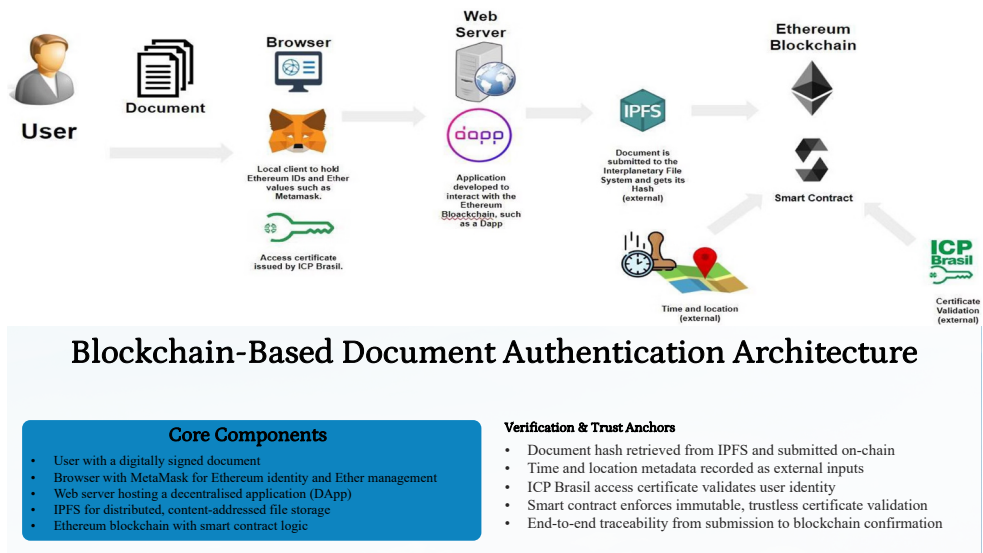 User
Document
Browser
Local client to hold
Ethereum IDs and Ether
values such as
Metamask.
Access certificate
issued by ICP Brasil.
Web
Server
dapp
Application
developed to
interact with the
Ethereum
Bloackchain, such
as a Dapp
IPFS
Document is
submitted to the
Interplanetary File
System and gets its
Hash
(external)
Ethereum
Blockchain
Smart Contract
Time and location
(external)
ICP
Brasil
Certificate
Validation
(external)
Blockchain-Based Document Authentication Architecture
Core Components
• User with a digitally signed document
• Browser with MetaMask for Ethereum identity and Ether management
• Web server hosting a decentralised application (DApp)
• IPFS for distributed, content-addressed file storage
• Ethereum blockchain with smart contract logic
Verification & Trust Anchors
• Document hash retrieved from IPFS and submitted on-chain
• Time and location metadata recorded as external inputs
• ICP Brasil access certificate validates user identity
• Smart contract enforces immutable, trustless certificate validation
• End-to-end traceability from submission to blockchain confirmation